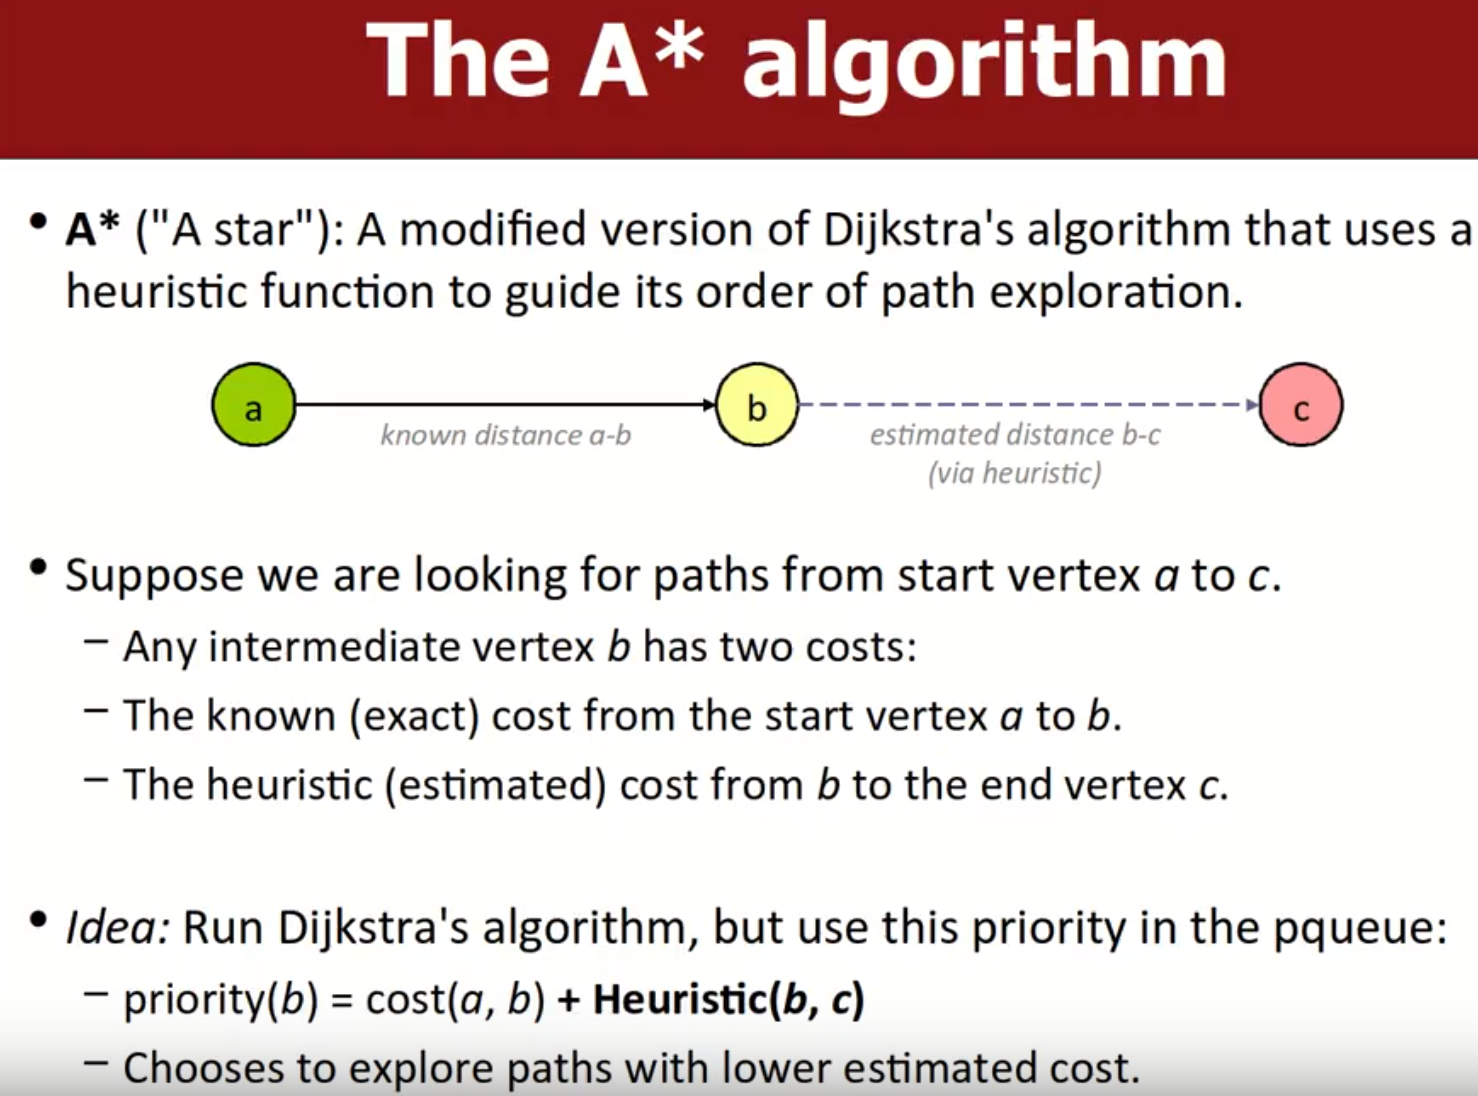 The A* algorithm
• A* ("A star"): A modified version of Dijkstra's algorithm that uses a
heuristic function to guide its order of path exploration.
a
b
c
known distance a-b
estimated distance b-c
(via heuristic)
• Suppose we are looking for paths from start vertex a to c.
– Any intermediate vertex b has two costs:
– The known (exact) cost from the start vertex a to b.
– The heuristic (estimated) cost from b to the end vertex c.
• Idea: Run Dijkstra's algorithm, but use this priority in the pqueue:
– priority(b) = cost(a, b) + Heuristic(b, c)
– Chooses to explore paths with lower estimated cost.